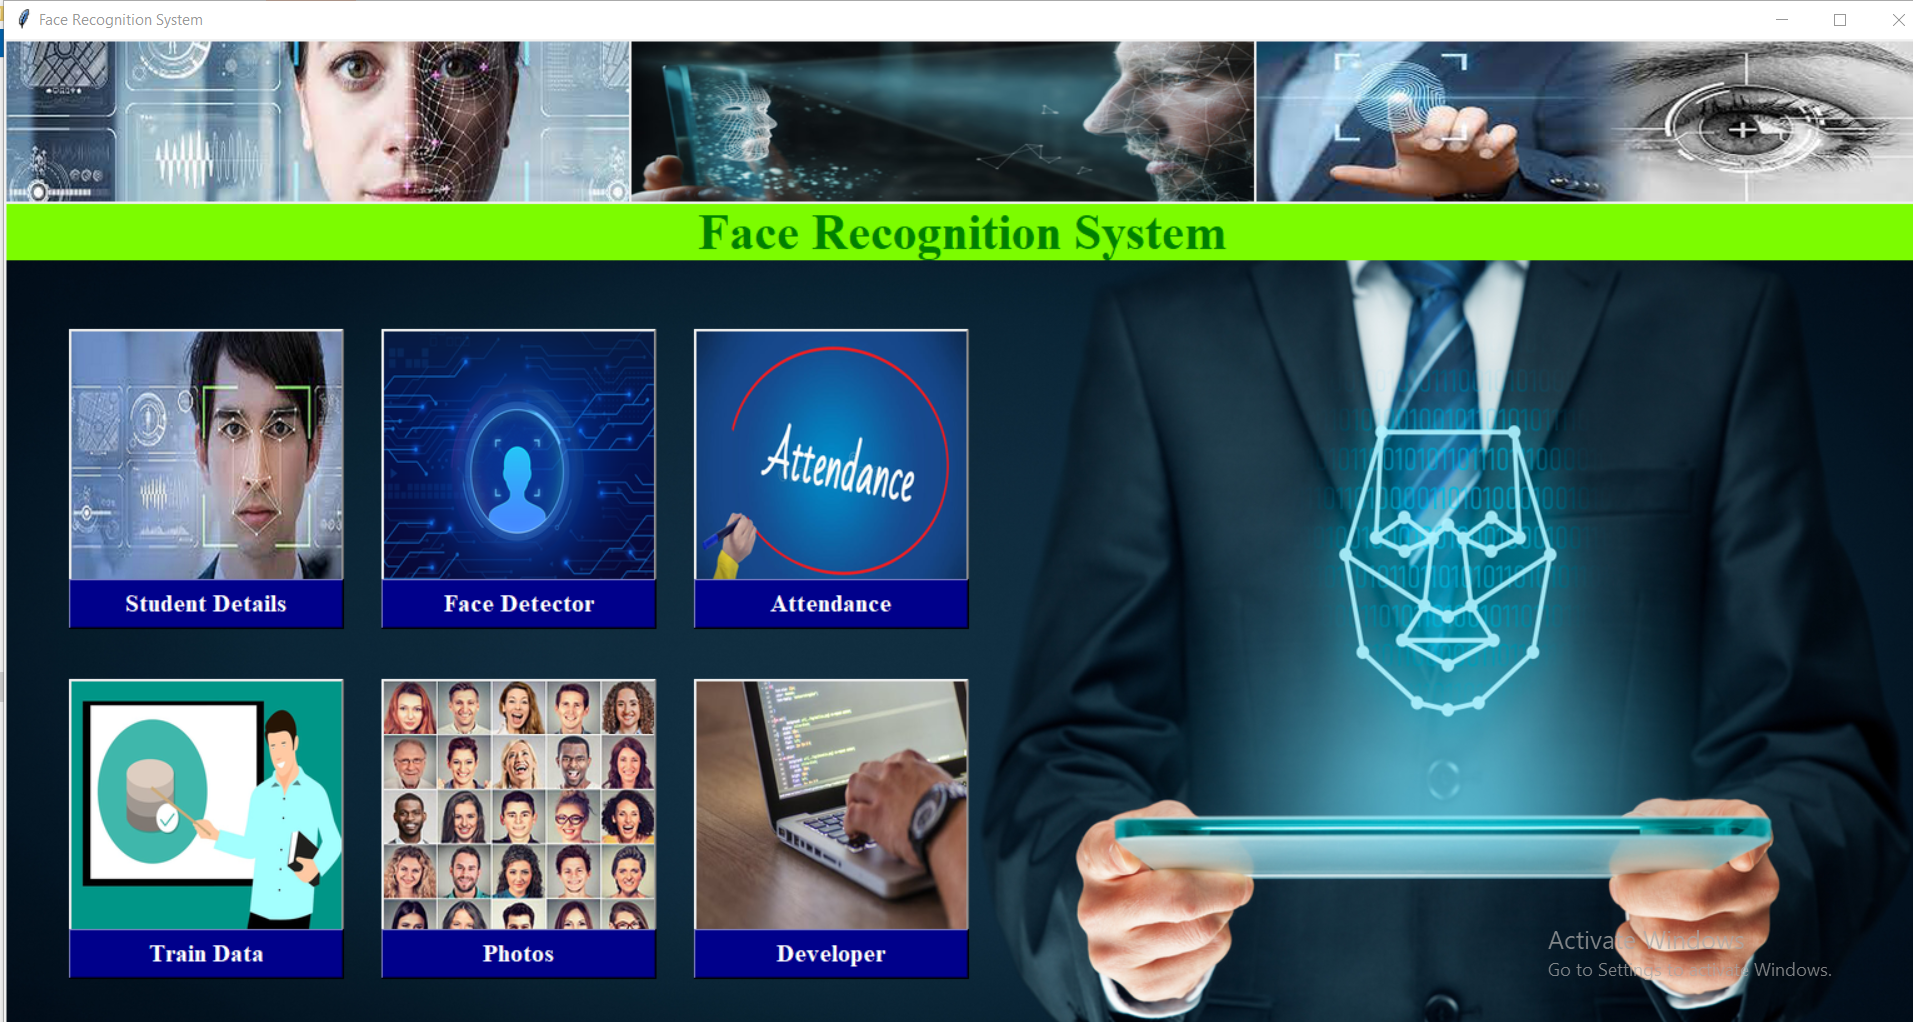 Face Recognition System
Face Recognition System
Attendance
Student Details
Face Detector
Attendance
Train Data
Photos
Developer
Activate Windows
Go to Settings to activate Windows.